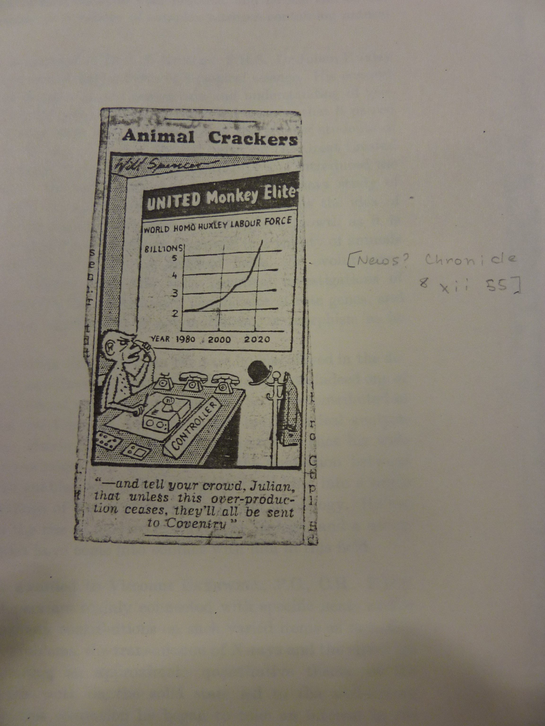 Animal Crackers
Will Spencer
UNITED Monkey Elite
WORLD HOMO HUXLEY LABOUR FORCE
BILLIONS
5
4
3
2
YEAR 1980 2000 2020
CONTROLLER
"—and tell your crowd, Julian,
that unless this over-produc-
tion ceases, they'll all be sent
to Coventry"
[News? Chronicle
8 xii 55]